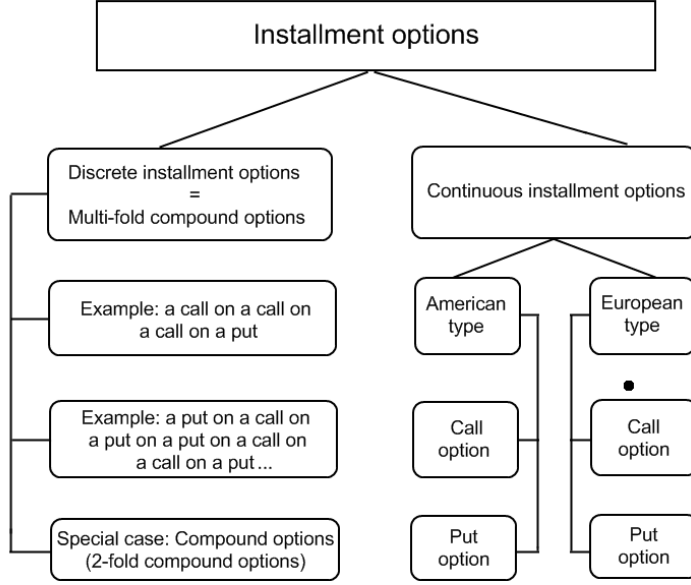 Installment options
Discrete installment options
=
Multi-fold compound options
Example: a call on a call on
a call on a put
Example: a put on a call on
a put on a put on a call on
a call on a put ...
Special case: Compound options
(2-fold compound options)
Continuous installment options
American
type
Call
option
Put
option
European
type
Call
option
Put
option